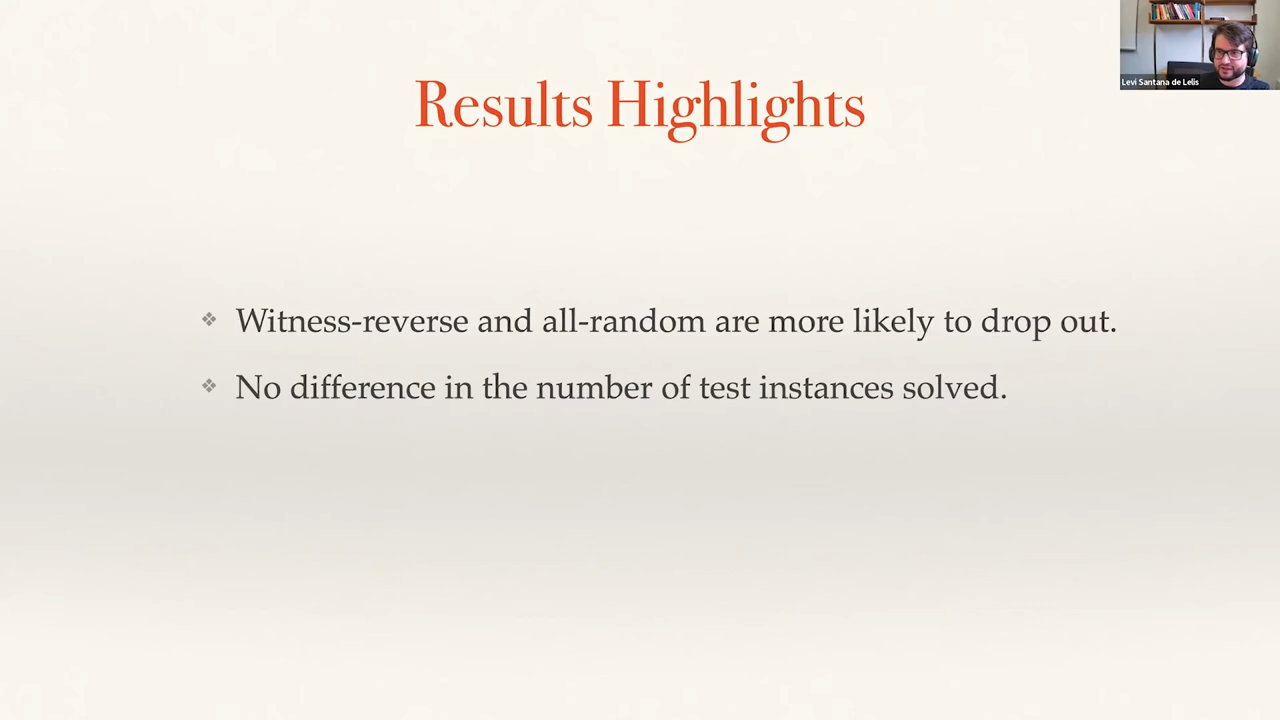 Levi Santana de Lelis
Results Highlights
Witness-reverse and all-random are more likely to drop out.
No difference in the number of test instances solved.